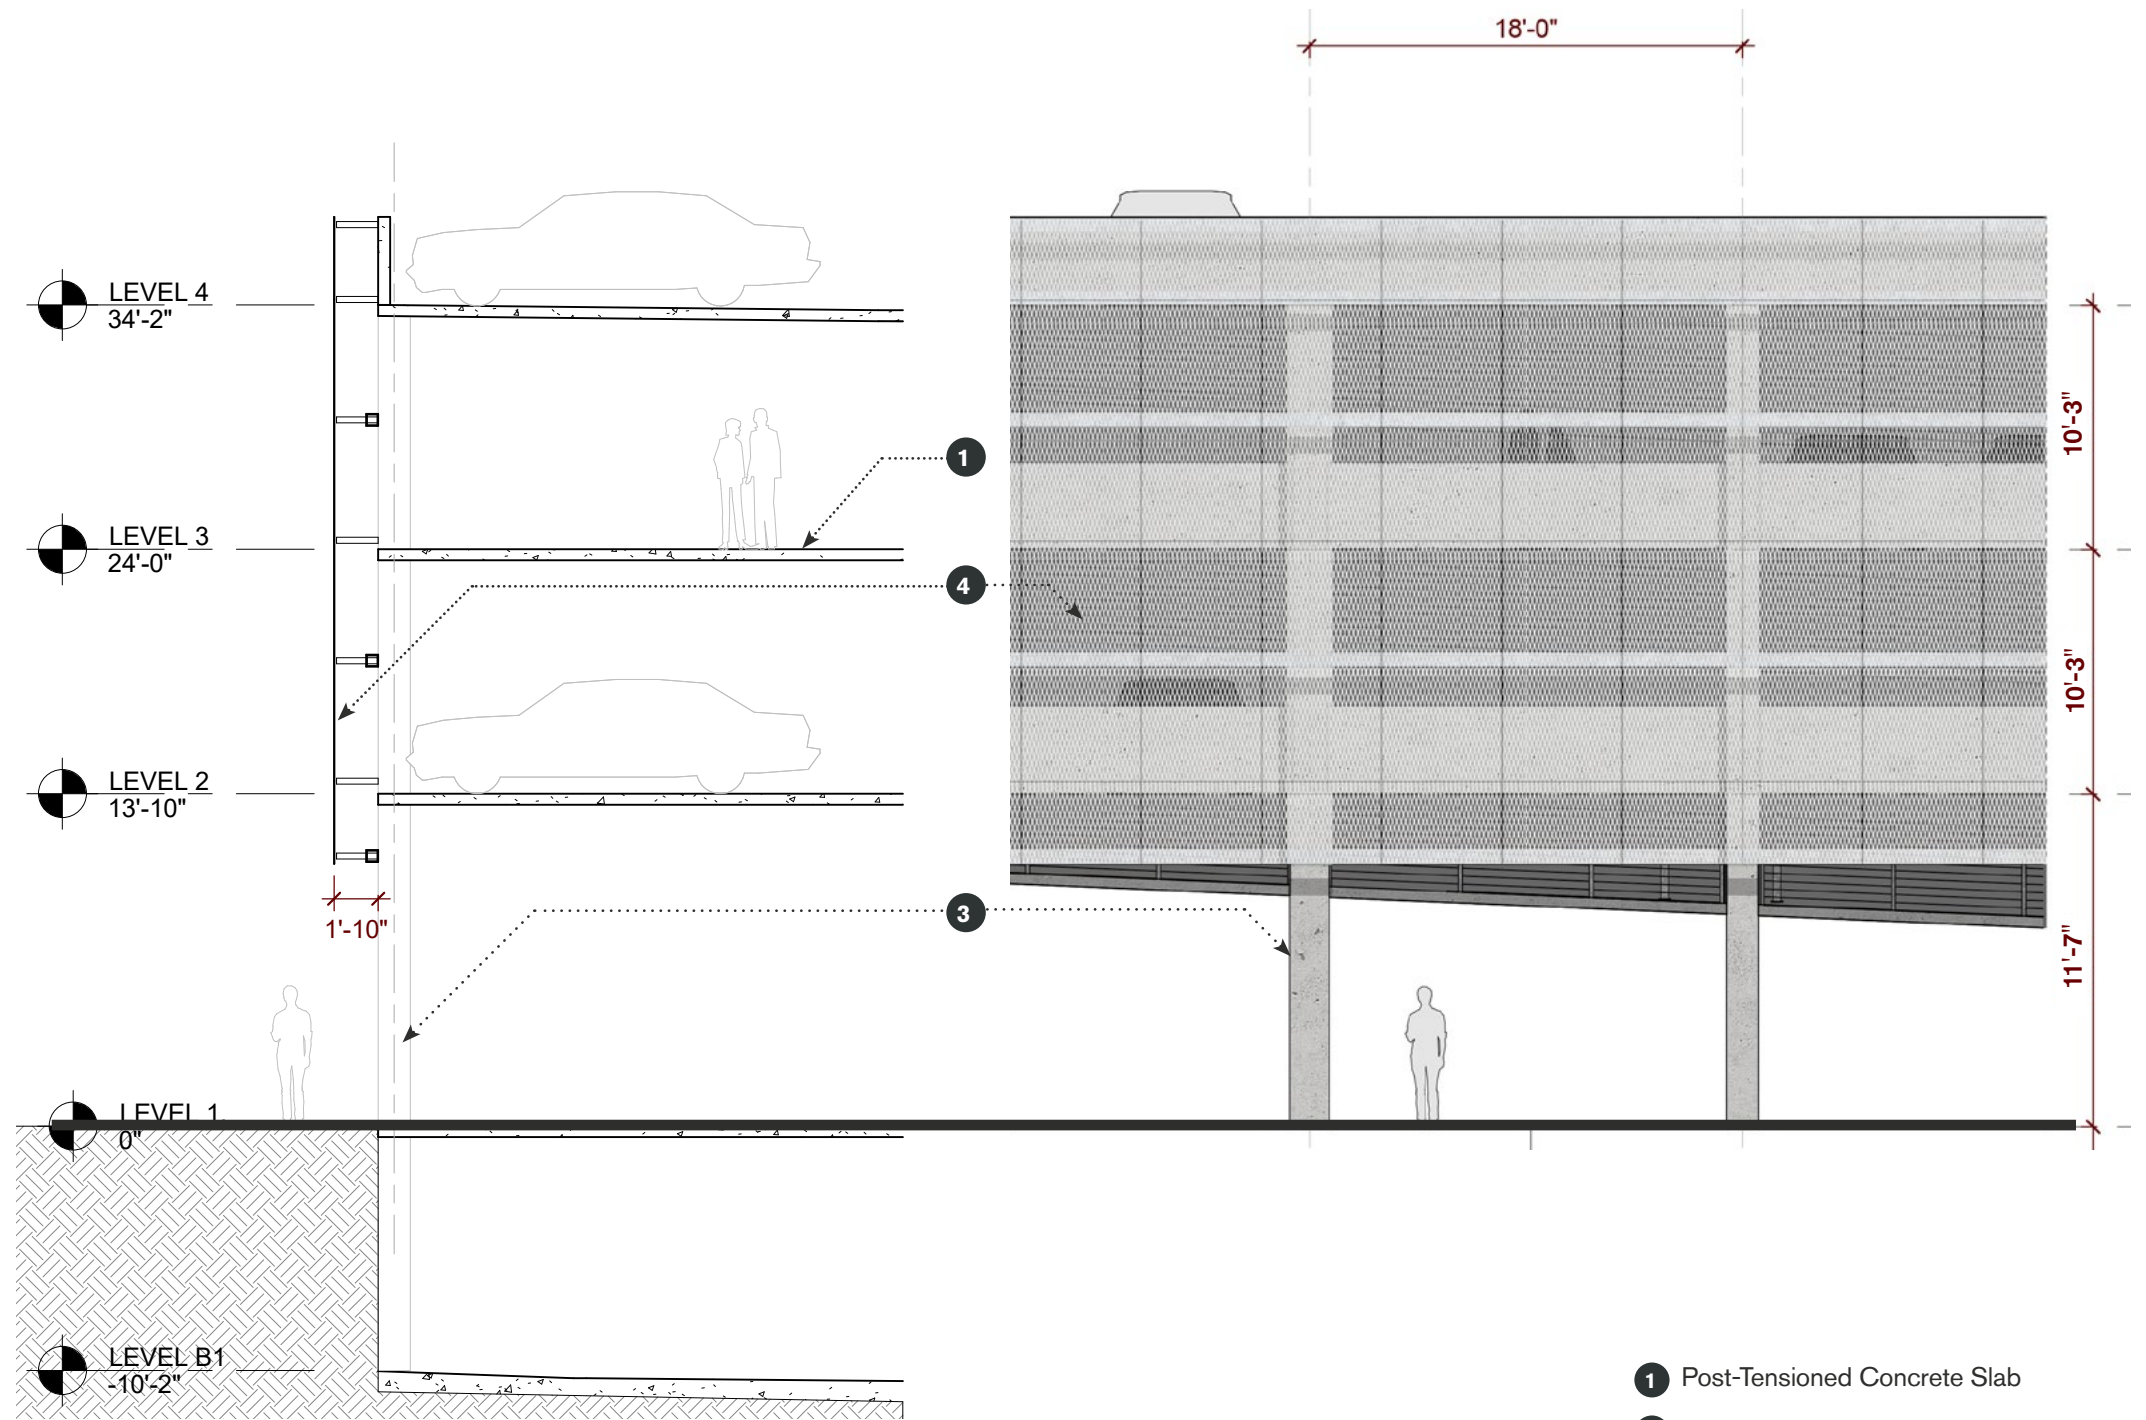 18'-0"
LEVEL 4
34'-2"
10'-3"
1
LEVEL 3
24'-0"
4
10'-3"
LEVEL 2
13'-10"
1'-10"
3
11'-7"
LEVEL 1
0"
LEVEL B1
-10'-2"
1 Post-Tensioned Concrete Slab